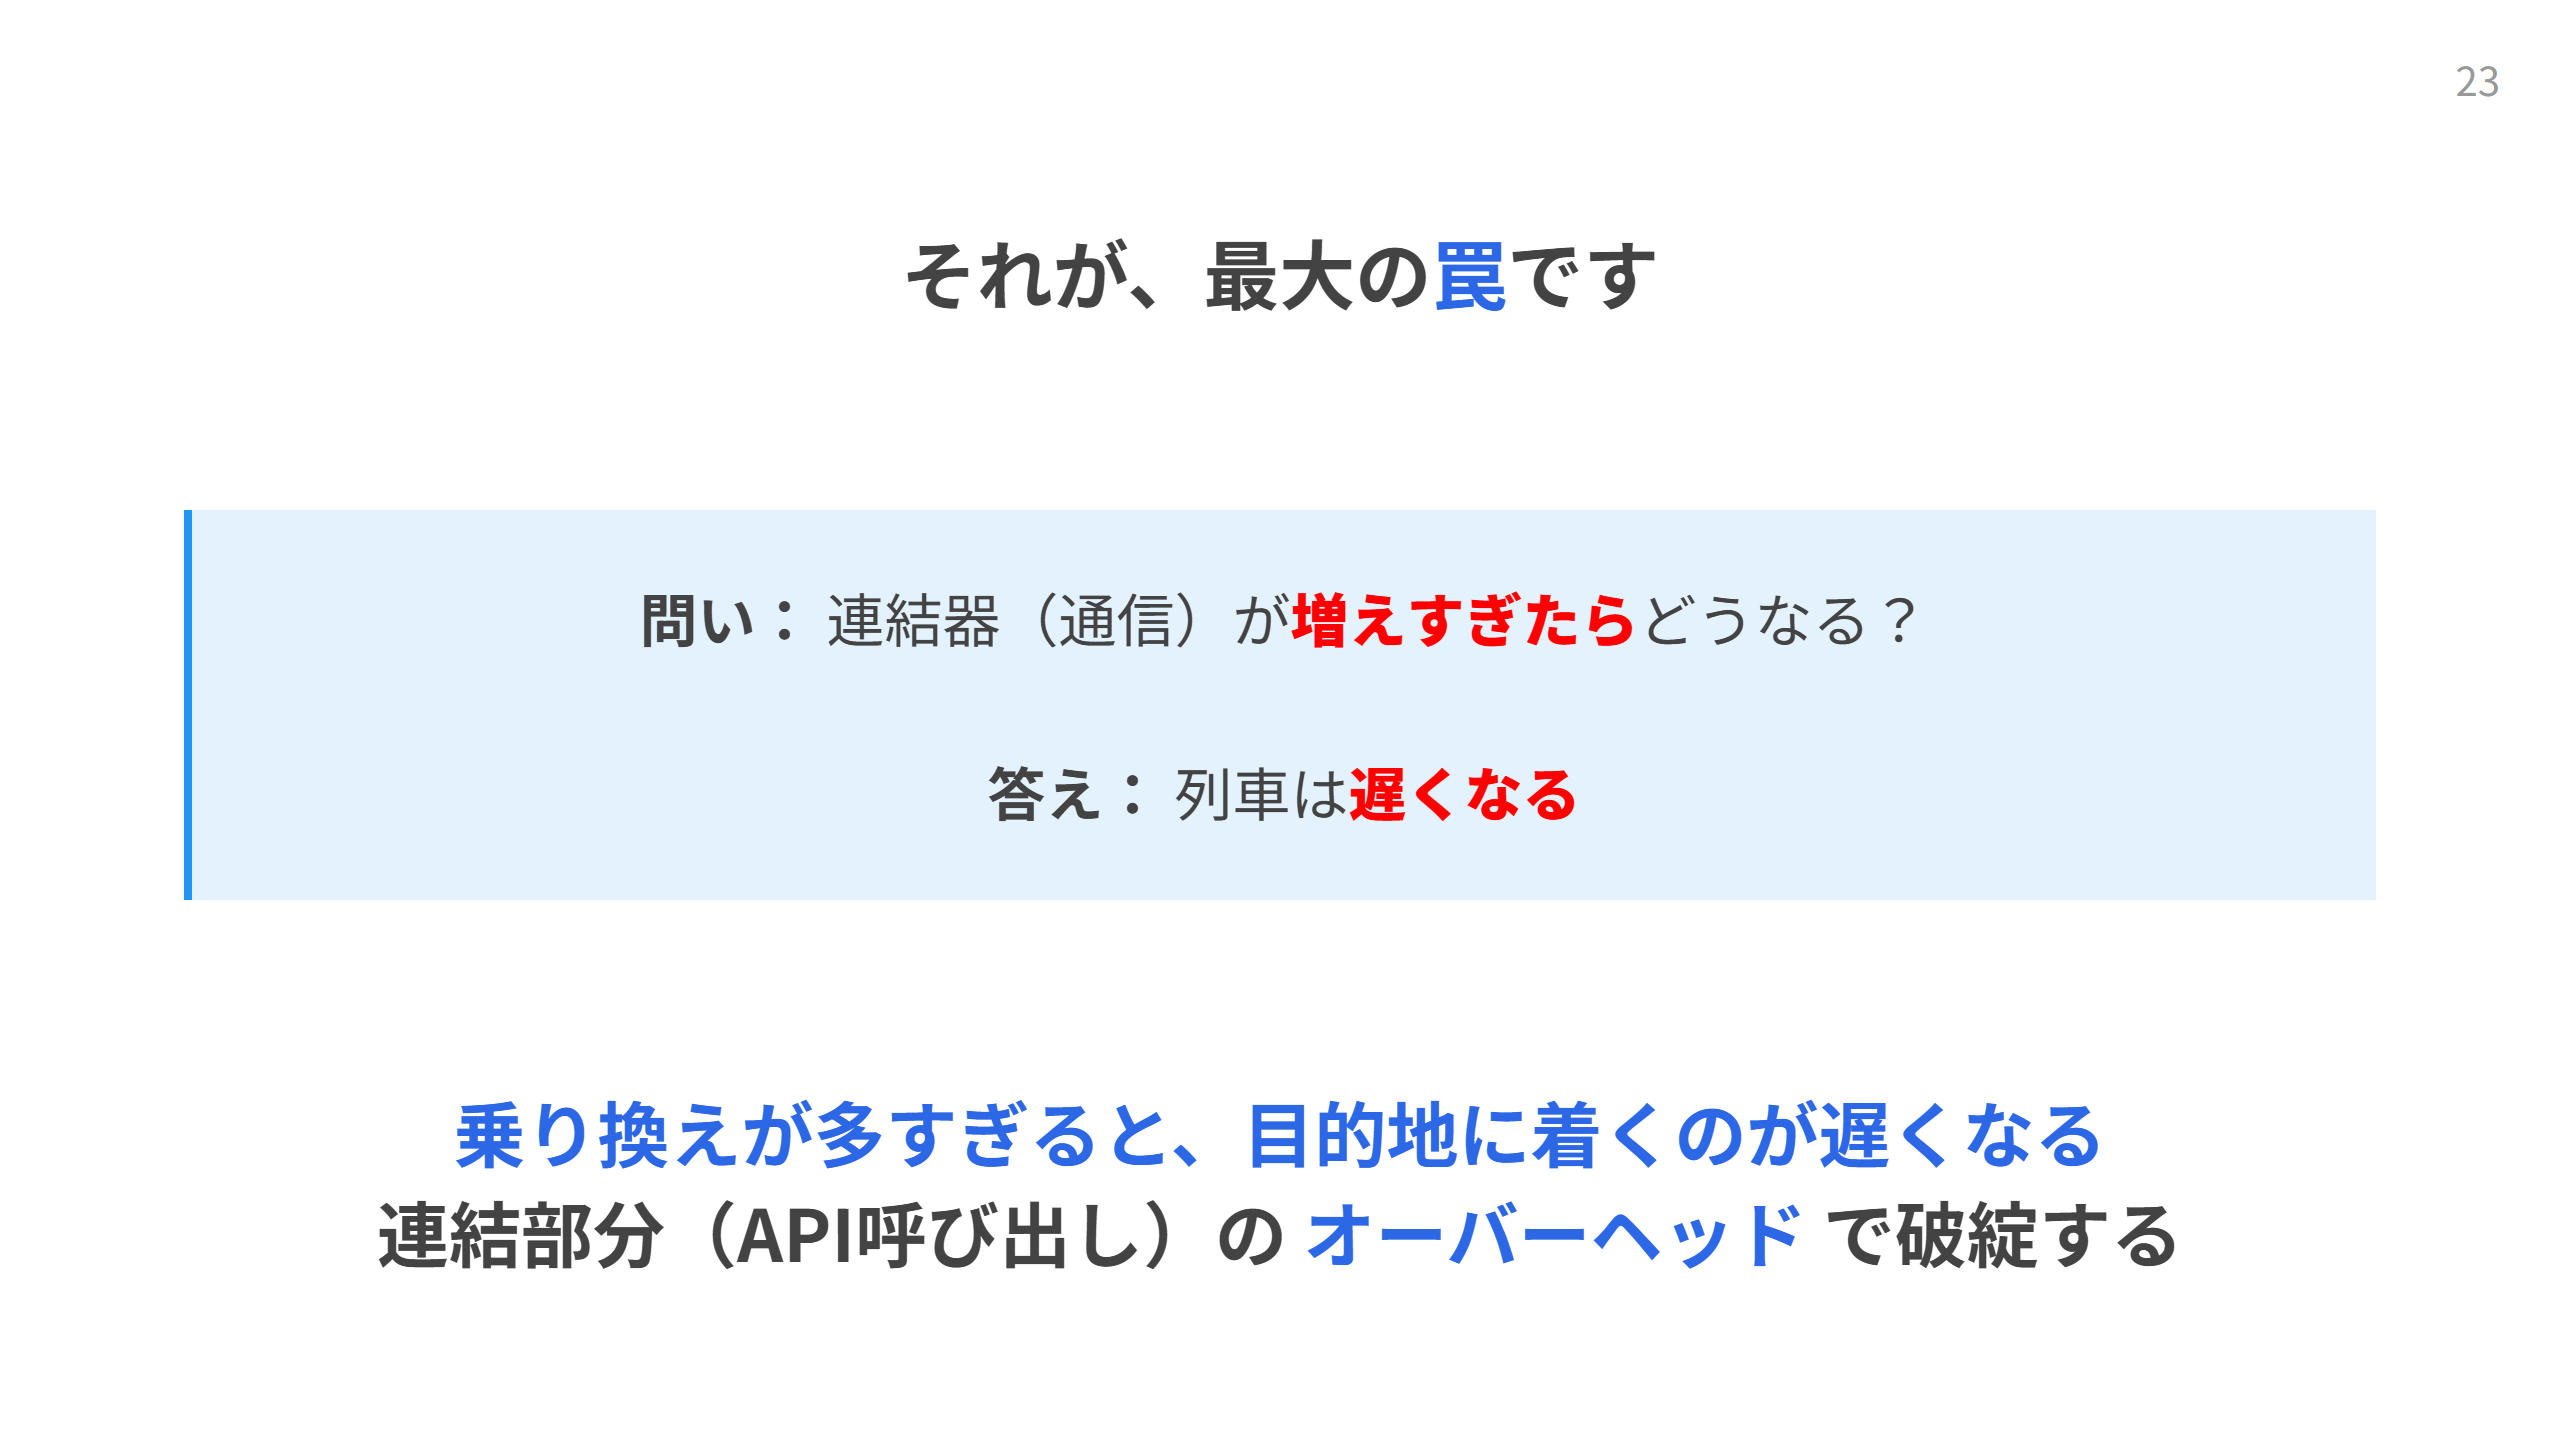 23
それが、最大の罠です
問い： 連結器（通信）が増えすぎたらどうなる？
答え： 列車は遅くなる
乗り換えが多すぎると、目的地に着くのが遅くなる
連結部分（API呼び出し）の オーバーヘッド で破綻する